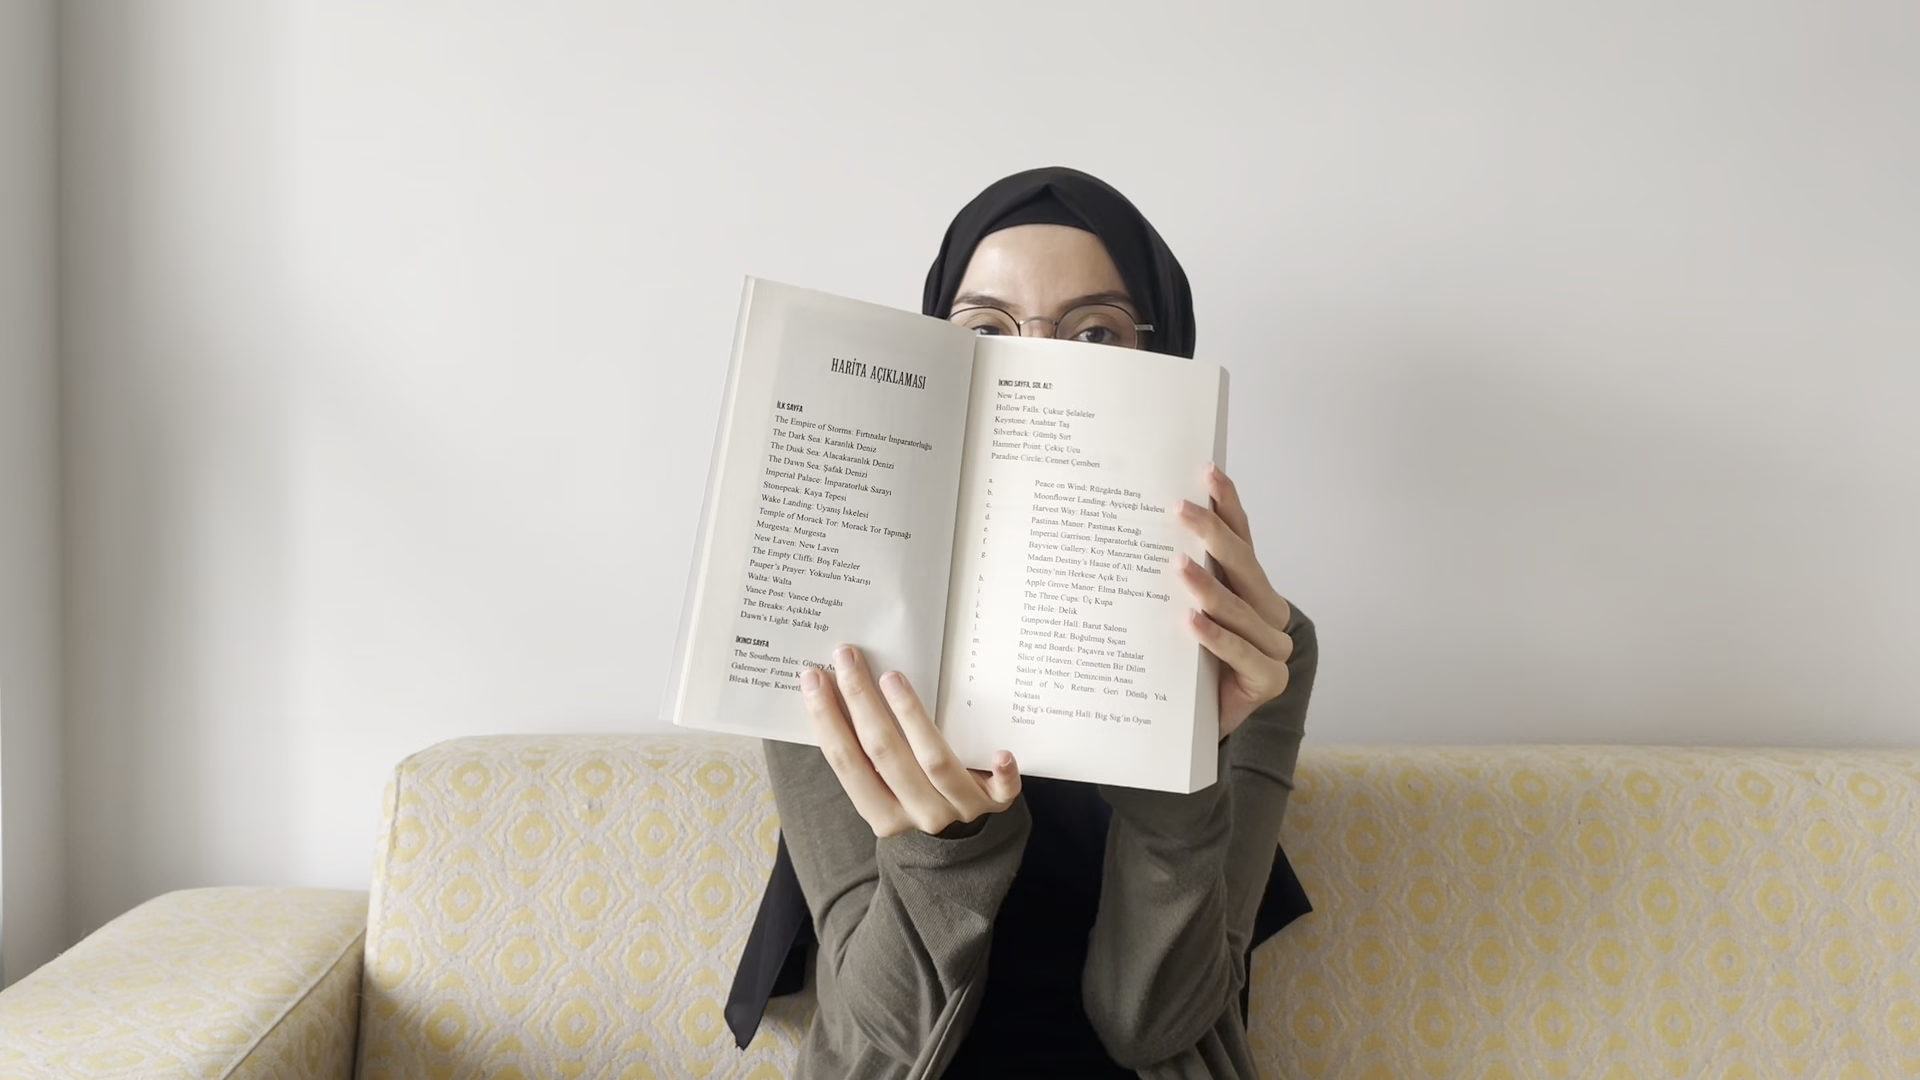 HARİTA AÇIKLAMASI
İLK SAYFA
The Empire of Storms: Fırtınalar İmparatorluğu
The Dark Sea: Karanlık Deniz
The Dusk Sea: Alacakaranlık Denizi
The Dawn Sea: Şafak Denizi
Imperial Palace: İmparatorluk Sarayı
Stonepeak: Kaya Tepesi
Wake Landing: Uyanış İskelesi
Temple of Morack Tor: Morack Tor Tapınağı
Murgesta: Murgesta
New Laven: New Laven
The Empty Cliffs: Boş Falezler
Pauper's Prayer: Yoksulun Yakarışı
Walta: Walta
Vance Post: Vance Ordugâhı
The Breaks: Açıklıklar
Dawn's Light: Şafak Işığı
İKİNCİ SAYFA
The Southern Isles: Güney
Galemoor: Fırtına
Bleak Hope:
İKİNCİ SAYFA, SOL ALT:
New Laven
Hollow Falls: Çukur Şelaleler
Keystone: Anahtar Taş
Silverback: Gümüş Sırt
Hammer Point: Çekiç Ucu
Paradise Circle: Cennet Çemberi
a. Peace on Wind: Rüzgârda Barış
b. Moonflower Landing: Ayçiçeği İskelesi
c. Harvest Way: Hasat Yolu
d. Pastinas Manor: Pastinas Konağı
e. Imperial Garrison: İmparatorluk Garnizonu
f. Bayview Gallery: Koy Manzarası Galerisi
g. Madam Destiny's House of All: Madam
Destiny'nin Herkese Açık Evi
h. Apple Grove Manor: Elma Bahçesi Konağı
i. The Three Cups: Üç Kupa
j. The Hole: Delik
k. Gunpowder Hall: Barut Salonu
l. Drowned Rat: Boğulmuş Sıçan
m. Rag and Boards: Paçavra ve Tahtalar
n. Slice of Heaven: Cennetten Bir Dilim
o. Sailor's Mother: Denizcinin Anası
p. Point of No Return: Geri Dönüş Yok
Noktası
q. Big Sig's Gaming Hall: Big Sig'in Oyun
Salonu